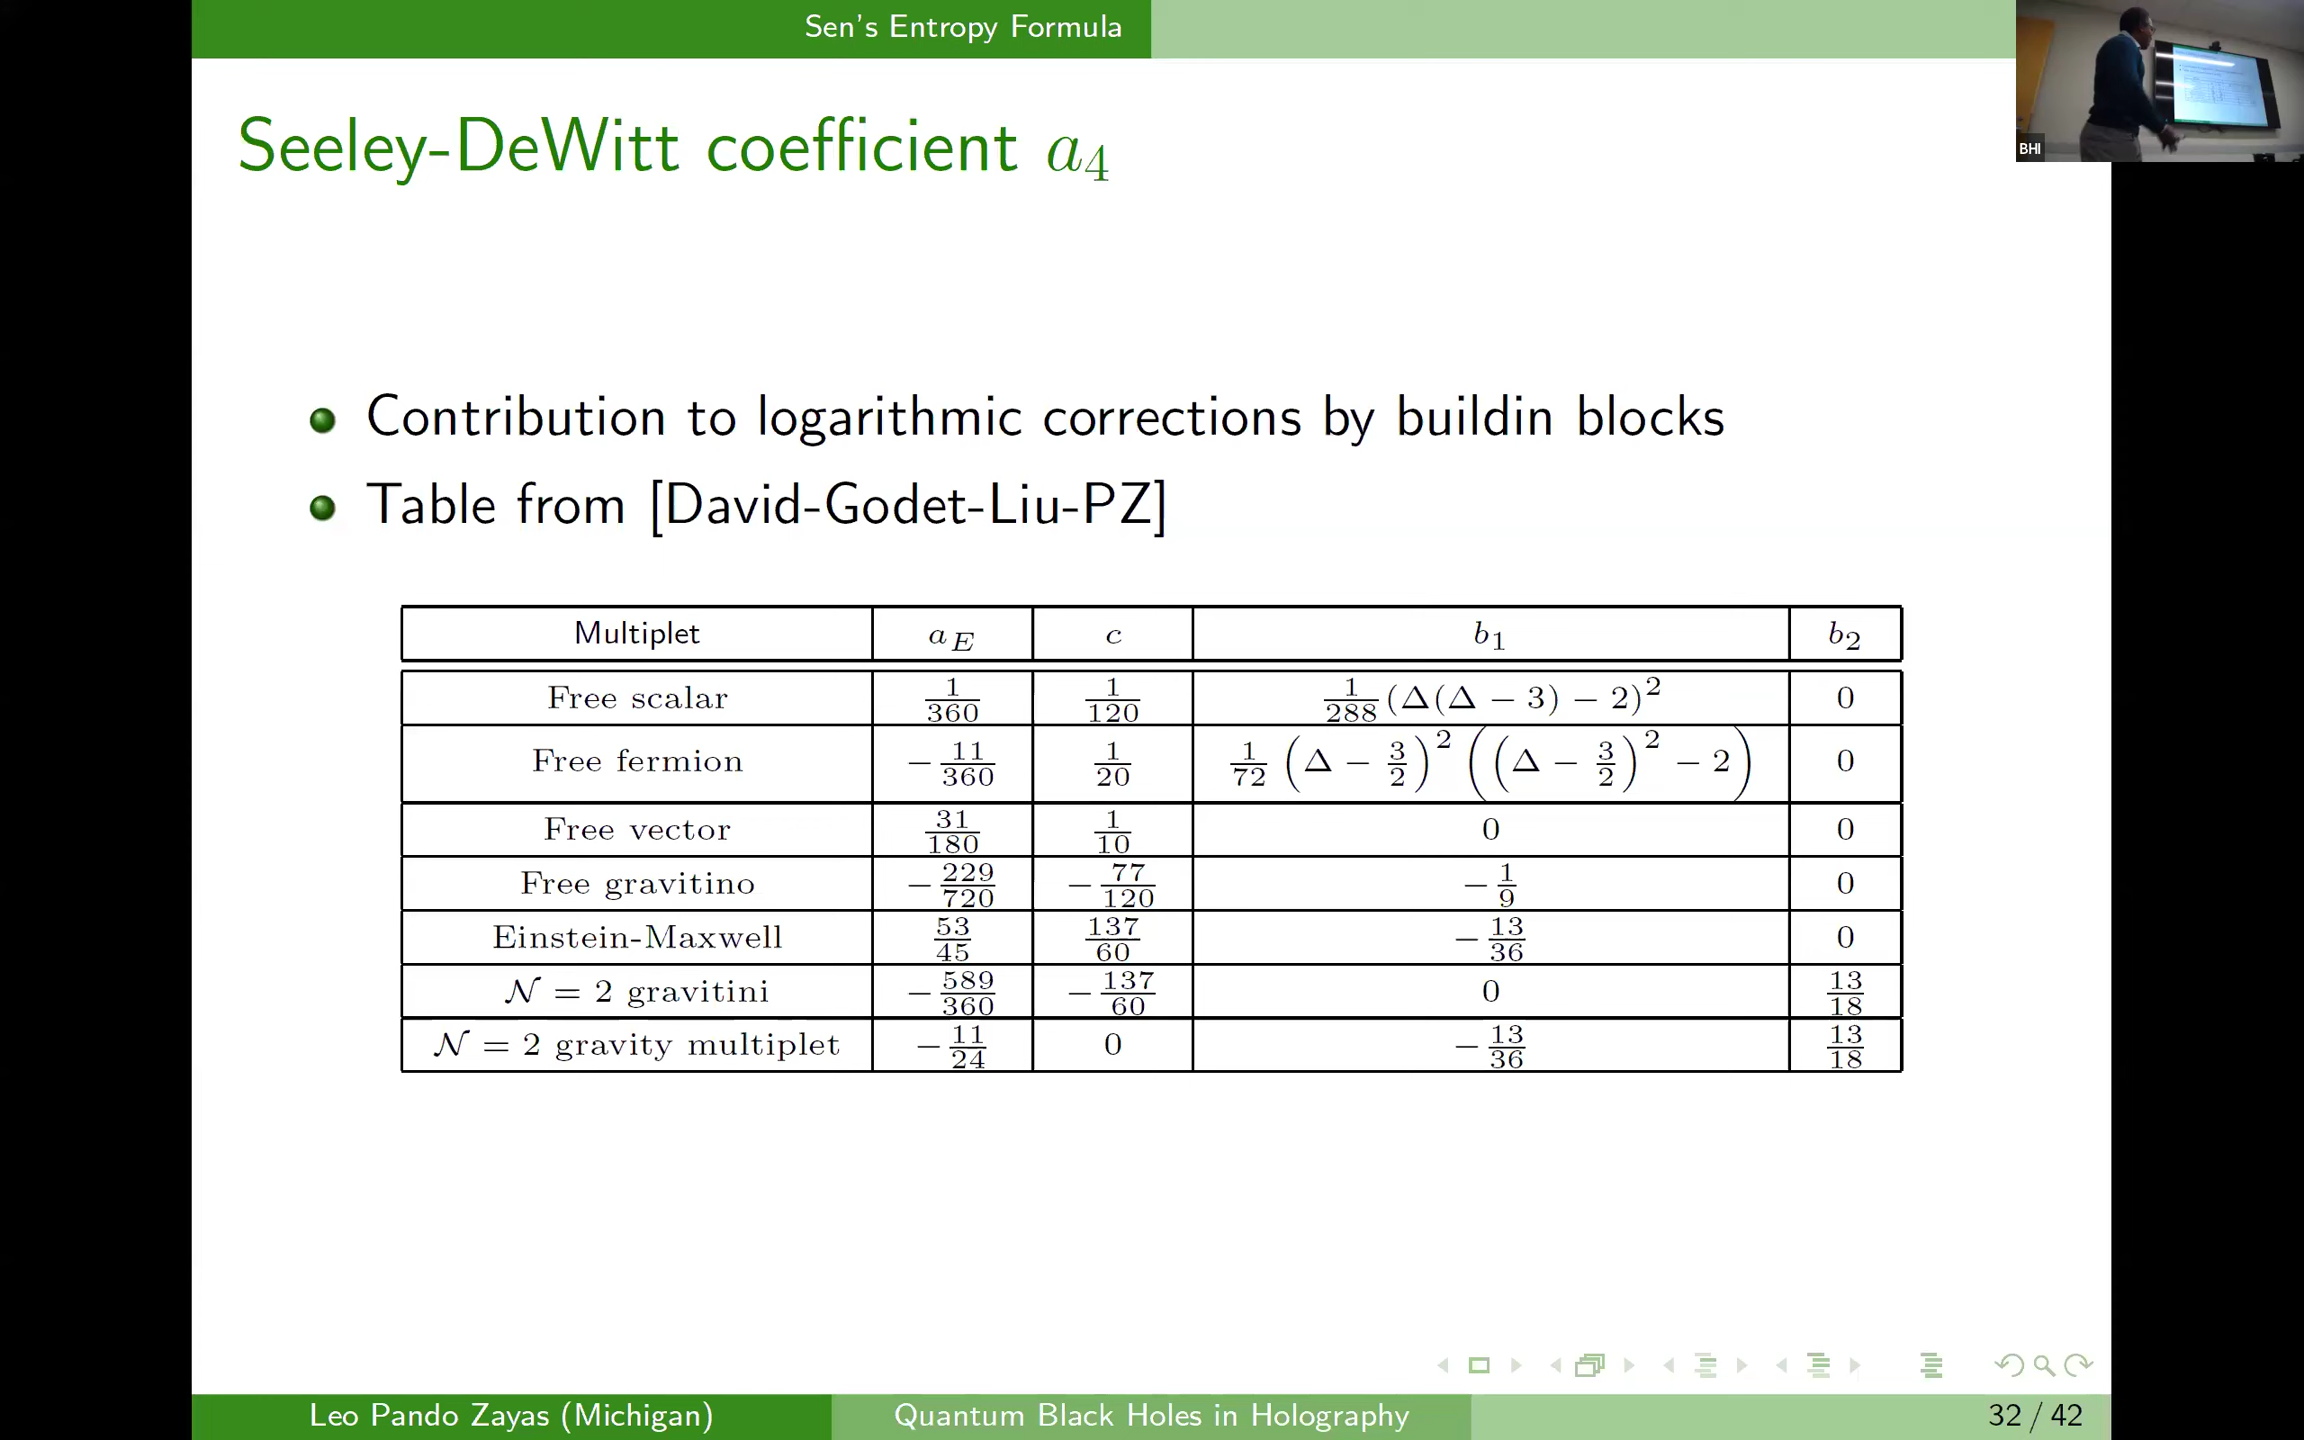 Sen's Entropy Formula
BHI
Seeley-DeWitt coefficient a₄
Contribution to logarithmic corrections by buildin blocks
Table from [David-Godet-Liu-PZ]
Multiplet a_E c b₁ b₂
Free scalar 1/360 1/120 1/288 (Δ(Δ − 3) − 2)² 0
Free fermion −11/360 1/20 1/72 (Δ − 3/2)² ((Δ − 3/2)² − 2) 0
Free vector 31/180 1/10 0 0
Free gravitino −229/720 −77/120 −1/9 0
Einstein-Maxwell 53/45 137/60 −13/36 0
𝒩 = 2 gravitini −589/360 −137/60 0 13/18
𝒩 = 2 gravity multiplet −11/24 0 −13/36 13/18
Leo Pando Zayas (Michigan) Quantum Black Holes in Holography 32 / 42